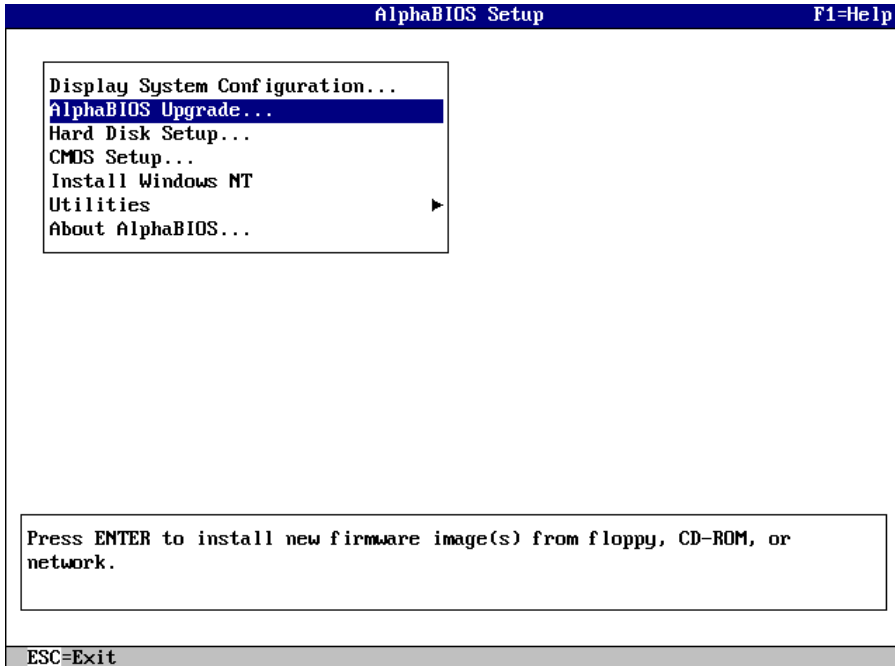 AlphaBIOS Setup F1=Help
Display System Configuration...
AlphaBIOS Upgrade...
Hard Disk Setup...
CMOS Setup...
Install Windows NT
Utilities
About AlphaBIOS...
Press ENTER to install new firmware image(s) from floppy, CD-ROM, or
network.
ESC=Exit